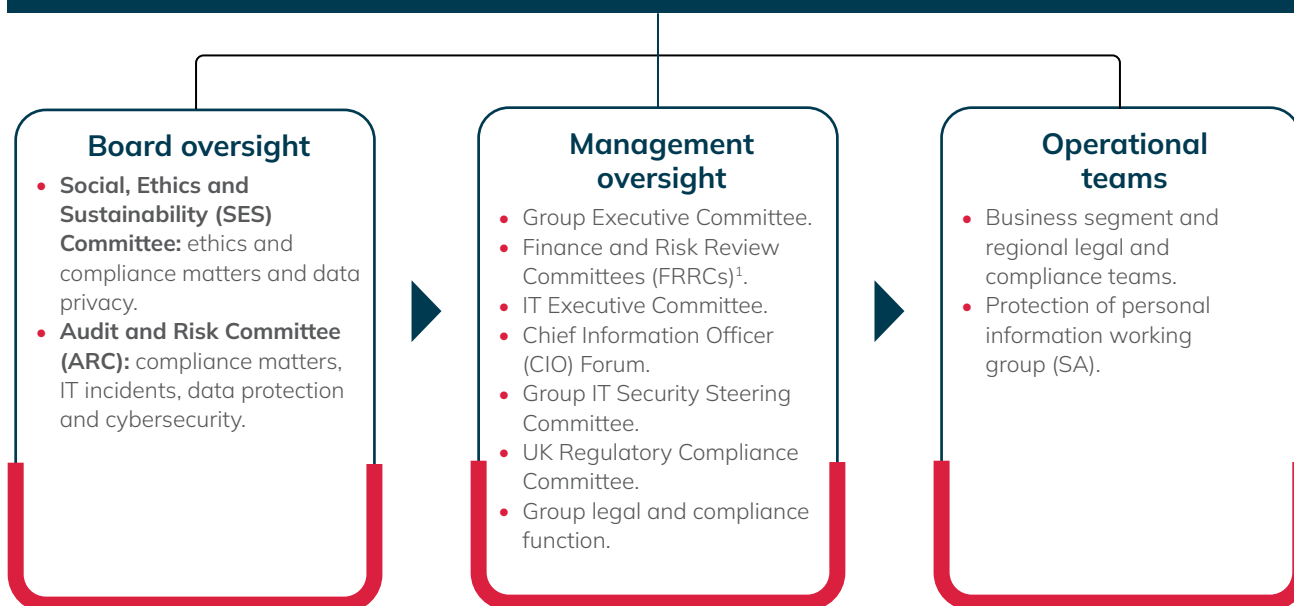 Board oversight
• Social, Ethics and
Sustainability (SES)
Committee: ethics and
compliance matters and data
privacy.
• Audit and Risk Committee
(ARC): compliance matters,
IT incidents, data protection
and cybersecurity.
Management
oversight
• Group Executive Committee.
• Finance and Risk Review
Committees (FRRCs)¹.
• IT Executive Committee.
• Chief Information Officer
(CIO) Forum.
• Group IT Security Steering
Committee.
• UK Regulatory Compliance
Committee.
• Group legal and compliance
function.
Operational
teams
• Business segment and
regional legal and
compliance teams.
• Protection of personal
information working
group (SA).